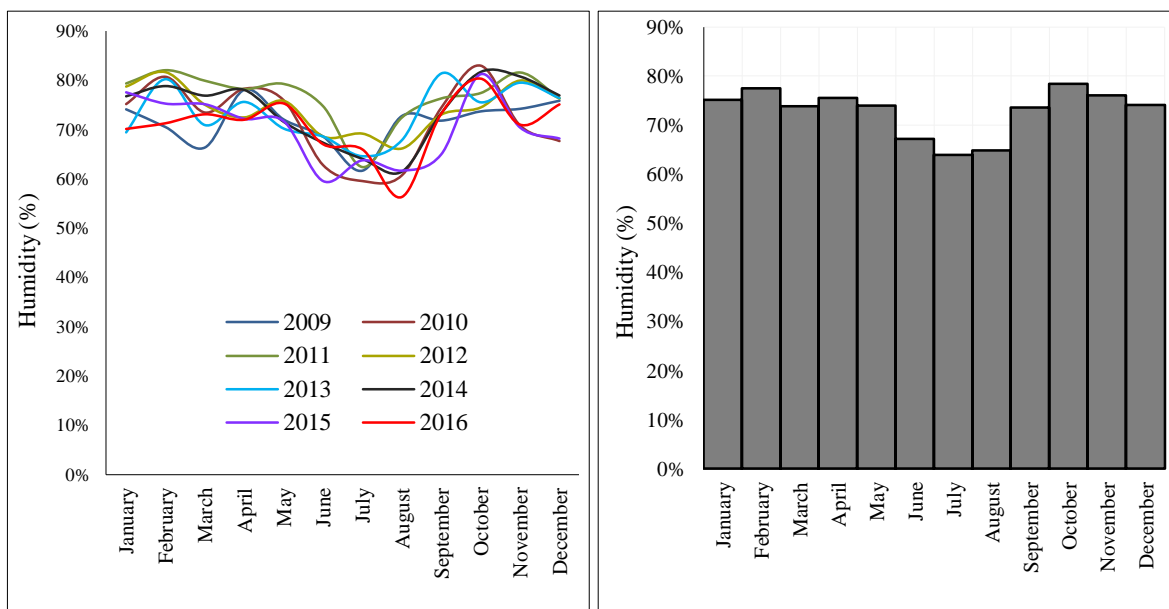 90%
80%
70%
60%
50%
40%
30%
20%
10%
0%
Humidity (%)
2009 2010
2011 2012
2013 2014
2015 2016
January
February
March
April
May
June
July
August
September
October
November
December
90%
80%
70%
60%
50%
40%
30%
20%
10%
0%
Humidity (%)
January
February
March
April
May
June
July
August
September
October
November
December